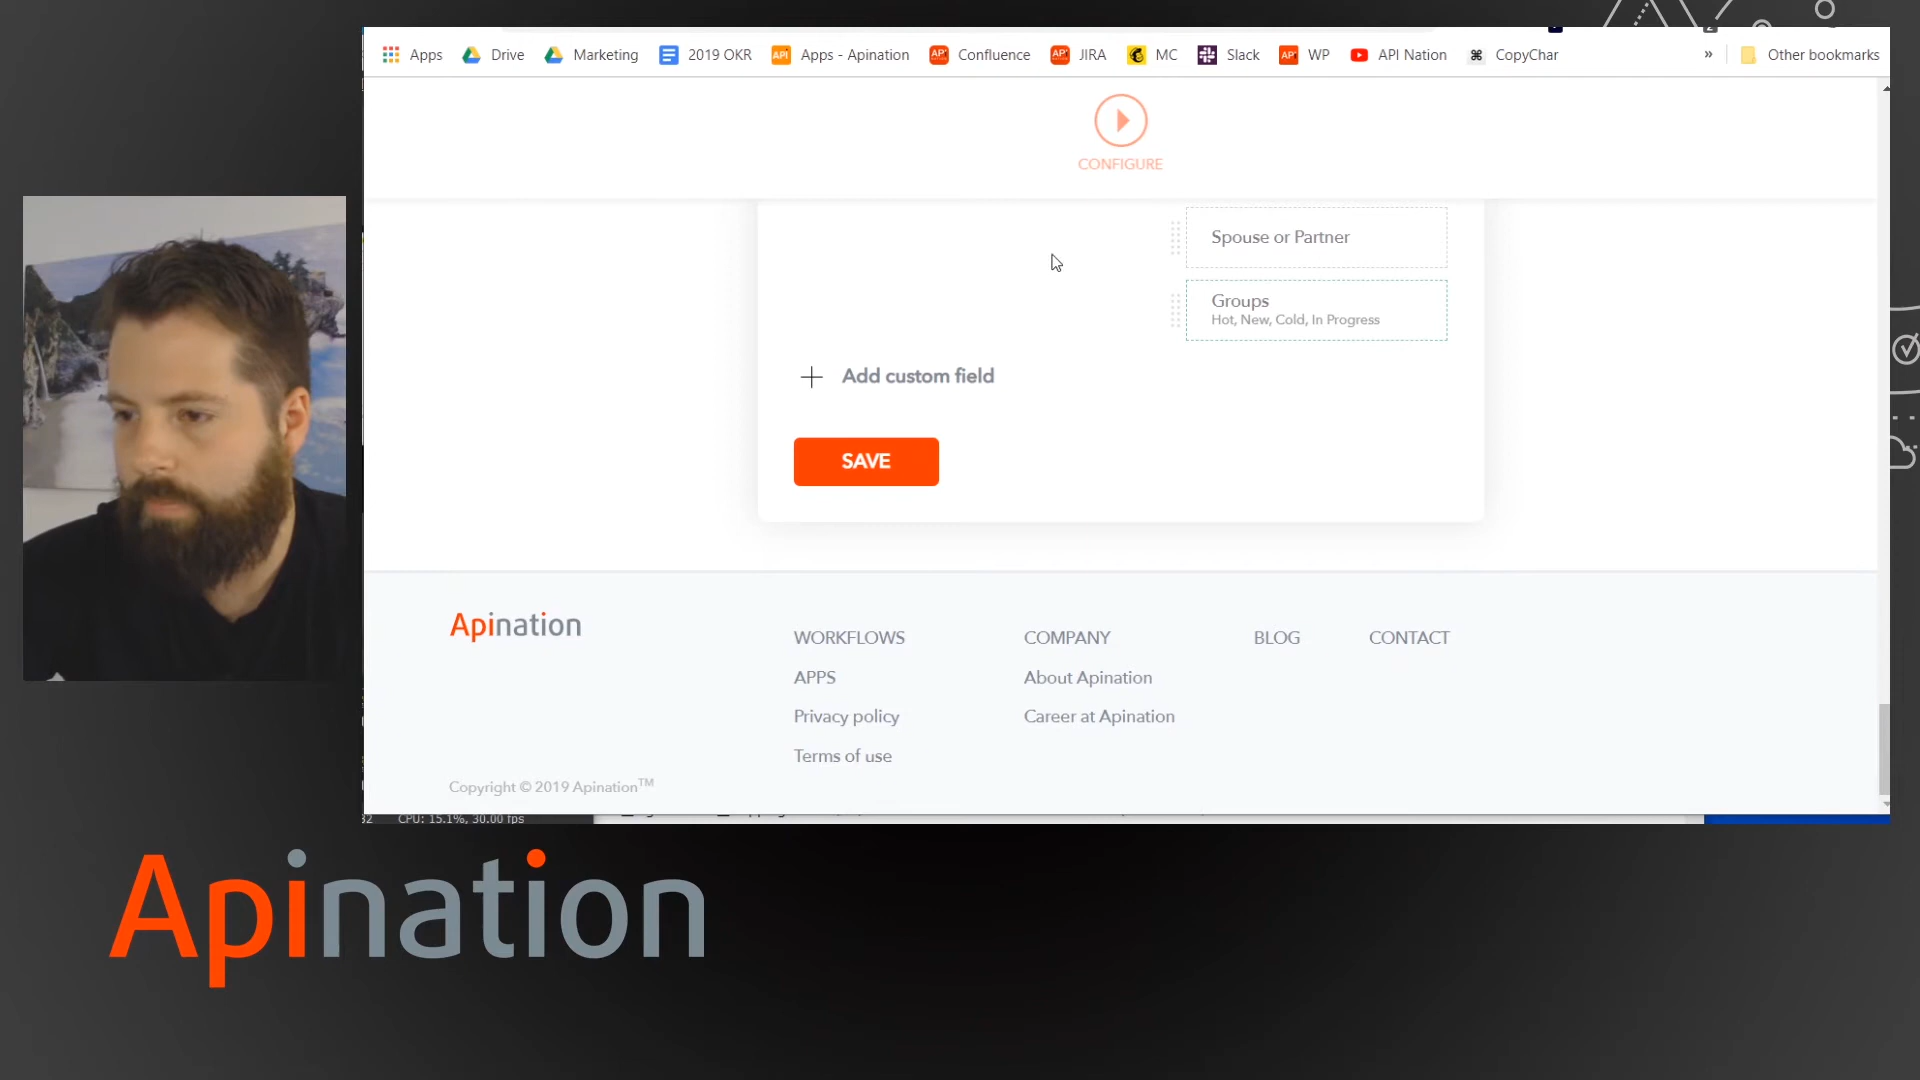 Apps Drive Marketing 2019 OKR Apps - Apination Confluence JIRA MC Slack WP API Nation CopyChar » Other bookmarks
CONFIGURE
Spouse or Partner
Groups
Hot, New, Cold, In Progress
+ Add custom field
SAVE
Apination
WORKFLOWS COMPANY BLOG CONTACT
APPS About Apination
Privacy policy Career at Apination
Terms of use
Copyright © 2019 Apination™
CPU: 15.1%, 30.00 fps
Apination